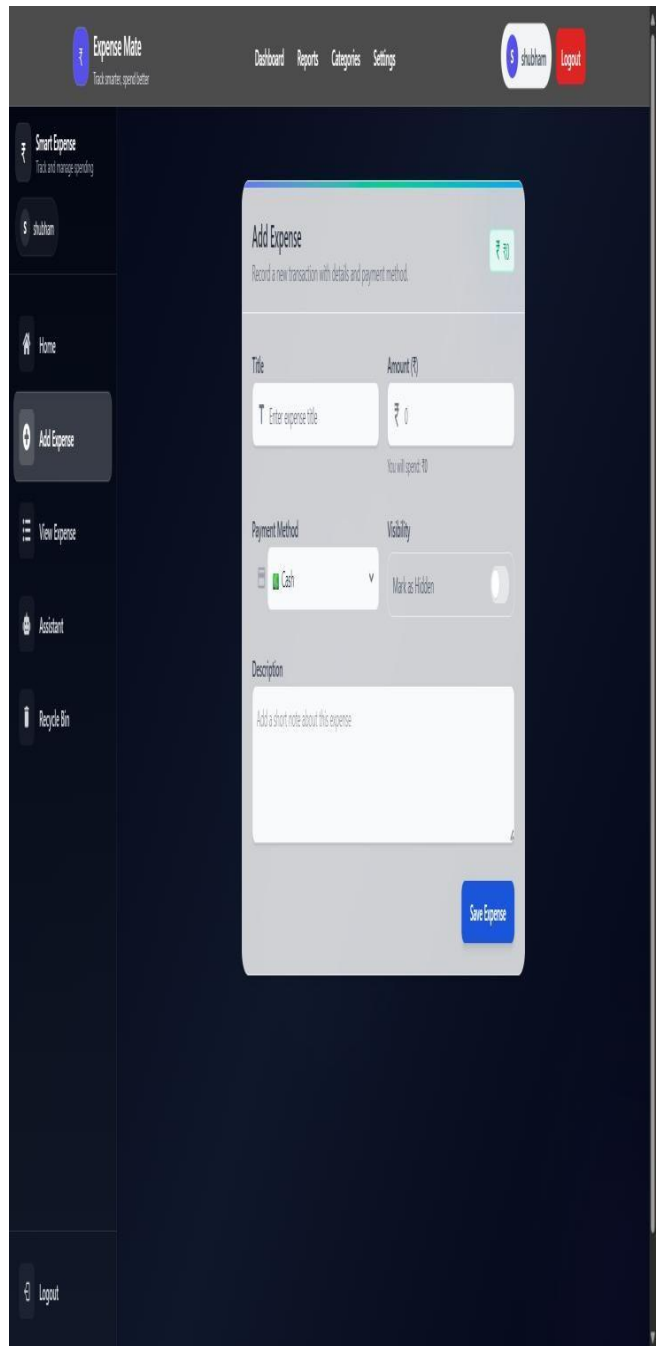 Expense Mate
Track smarter, spend better
Dashboard Reports Categories Settings
S shubham
Logout
₹ Smart Expense
Track and manage spending
S shubham
Home
Add Expense
View Expense
Assistant
Recycle Bin
Logout
Add Expense
Record a new transaction with details and payment method.
₹ ₹0
Title Amount (₹)
T Enter expense title ₹ 0
You will spend: ₹0
Payment Method Visibility
Cash Mark as Hidden
Description
Add a short note about this expense
Save Expense